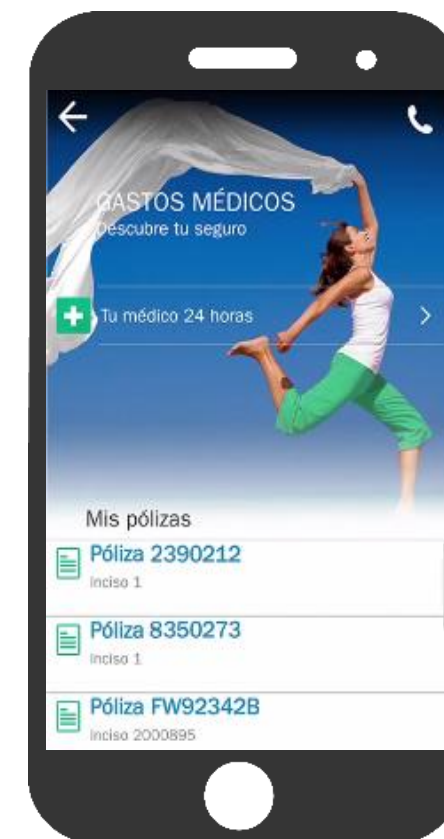 GASTOS MÉDICOS
Descubre tu seguro
Tu médico 24 horas
Mis pólizas
Póliza 2390212
Inciso 1
Póliza 8350273
Inciso 1
Póliza FW92342B
Inciso 2000895